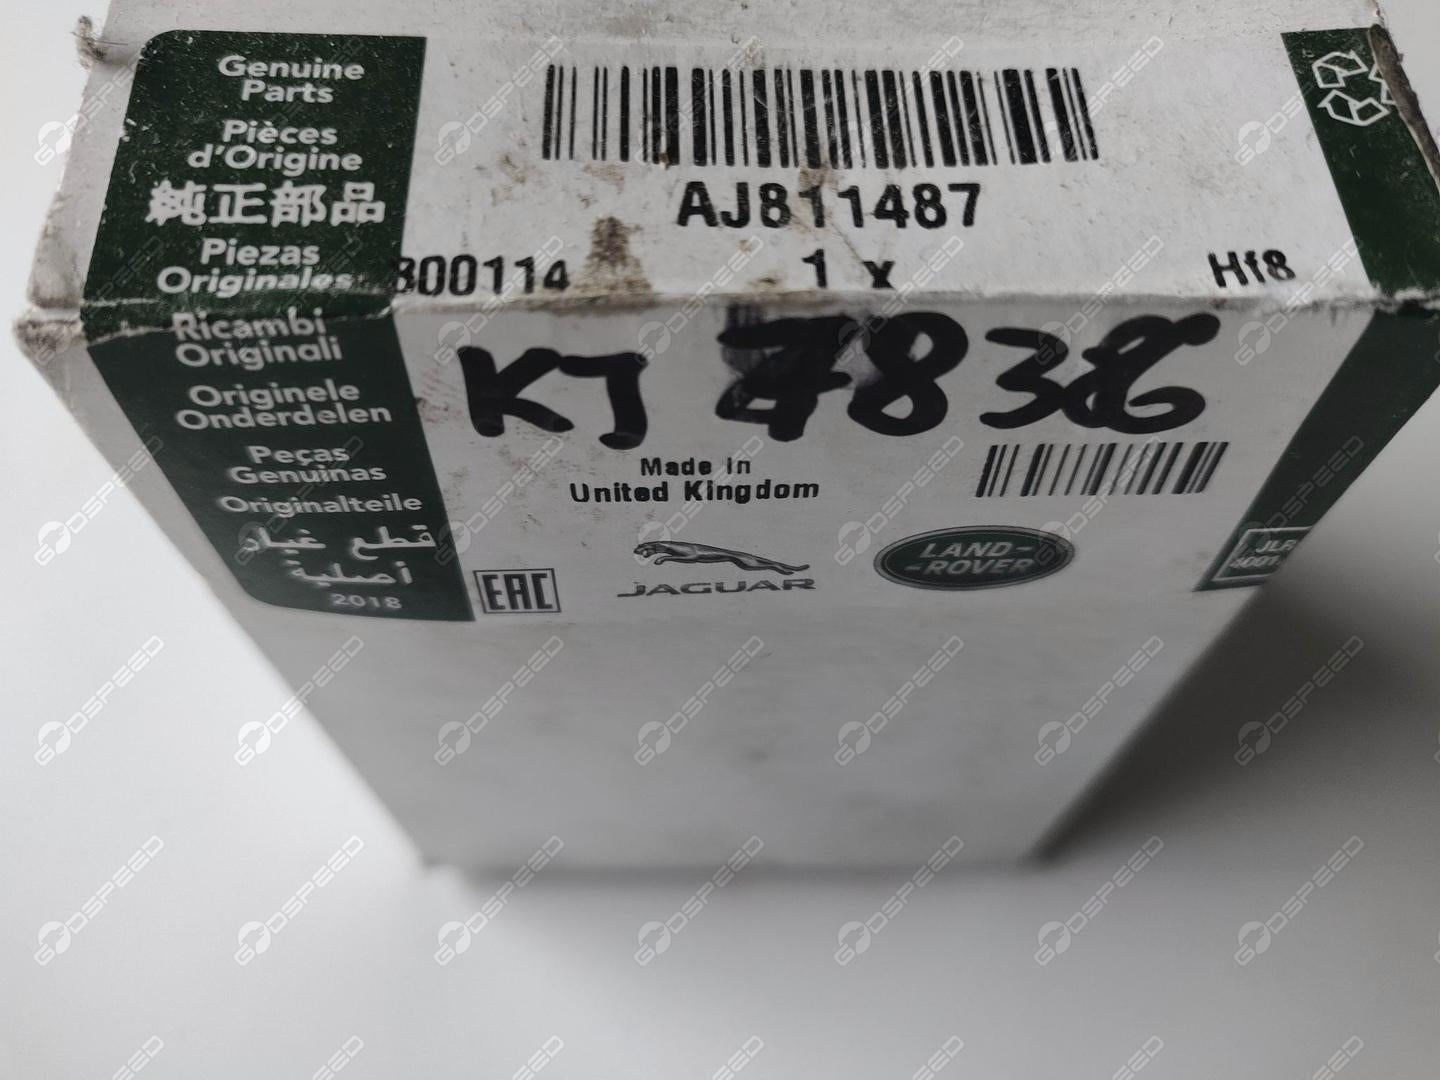 Genuine
Parts
Pièces
d'Origine
純正部品
Piezas
Originales
Ricambi
Originali
Originele
Onderdelen
Peças
Genuinas
Originalteile
قطع غيار
أصلية
2018
AJ811487
800114
1 x
Hf8
KJ
Made In
United Kingdom
EAC
JAGUAR
LAND-
-ROVER
GODSPEED